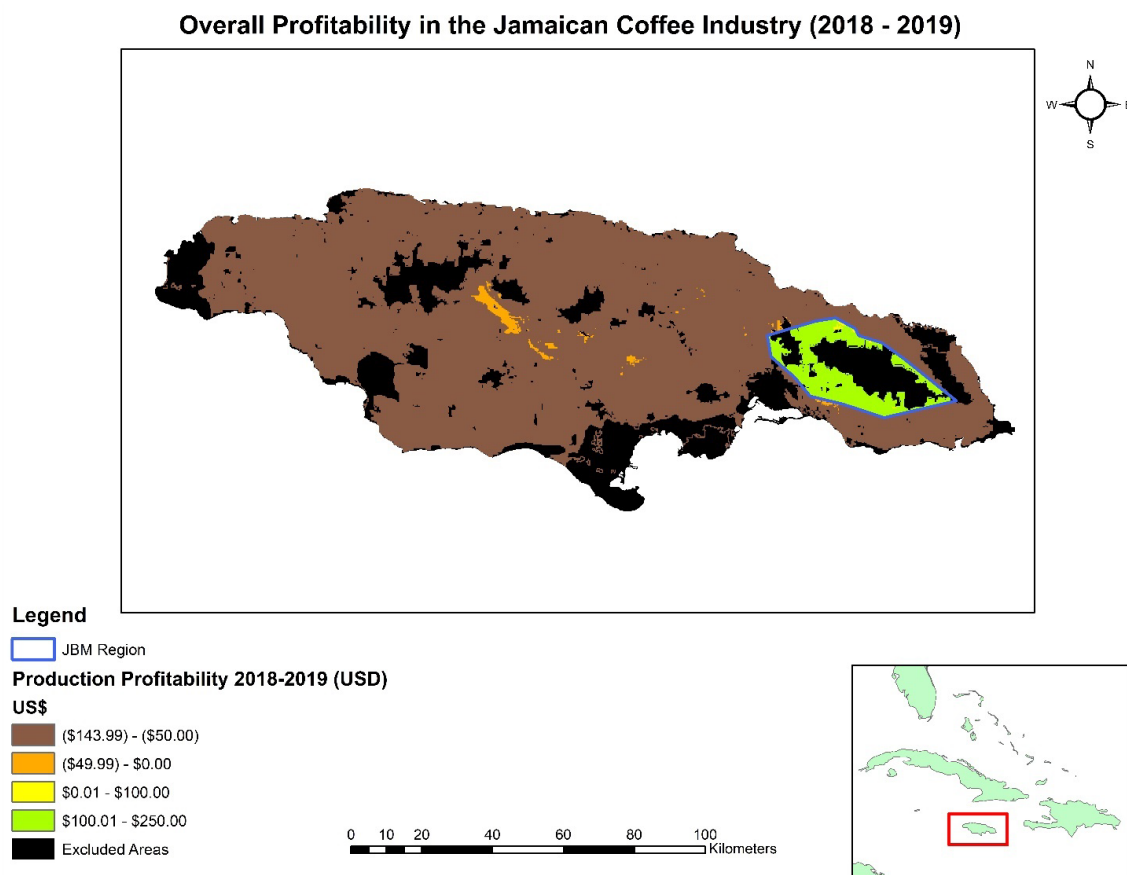 Overall Profitability in the Jamaican Coffee Industry (2018 - 2019)
N
W
E
S
Legend
JBM Region
Production Profitability 2018-2019 (USD)
US$
($143.99) - ($50.00)
($49.99) - $0.00
$0.01 - $100.00
$100.01 - $250.00
Excluded Areas
0 10 20 40 60 80 100
Kilometers